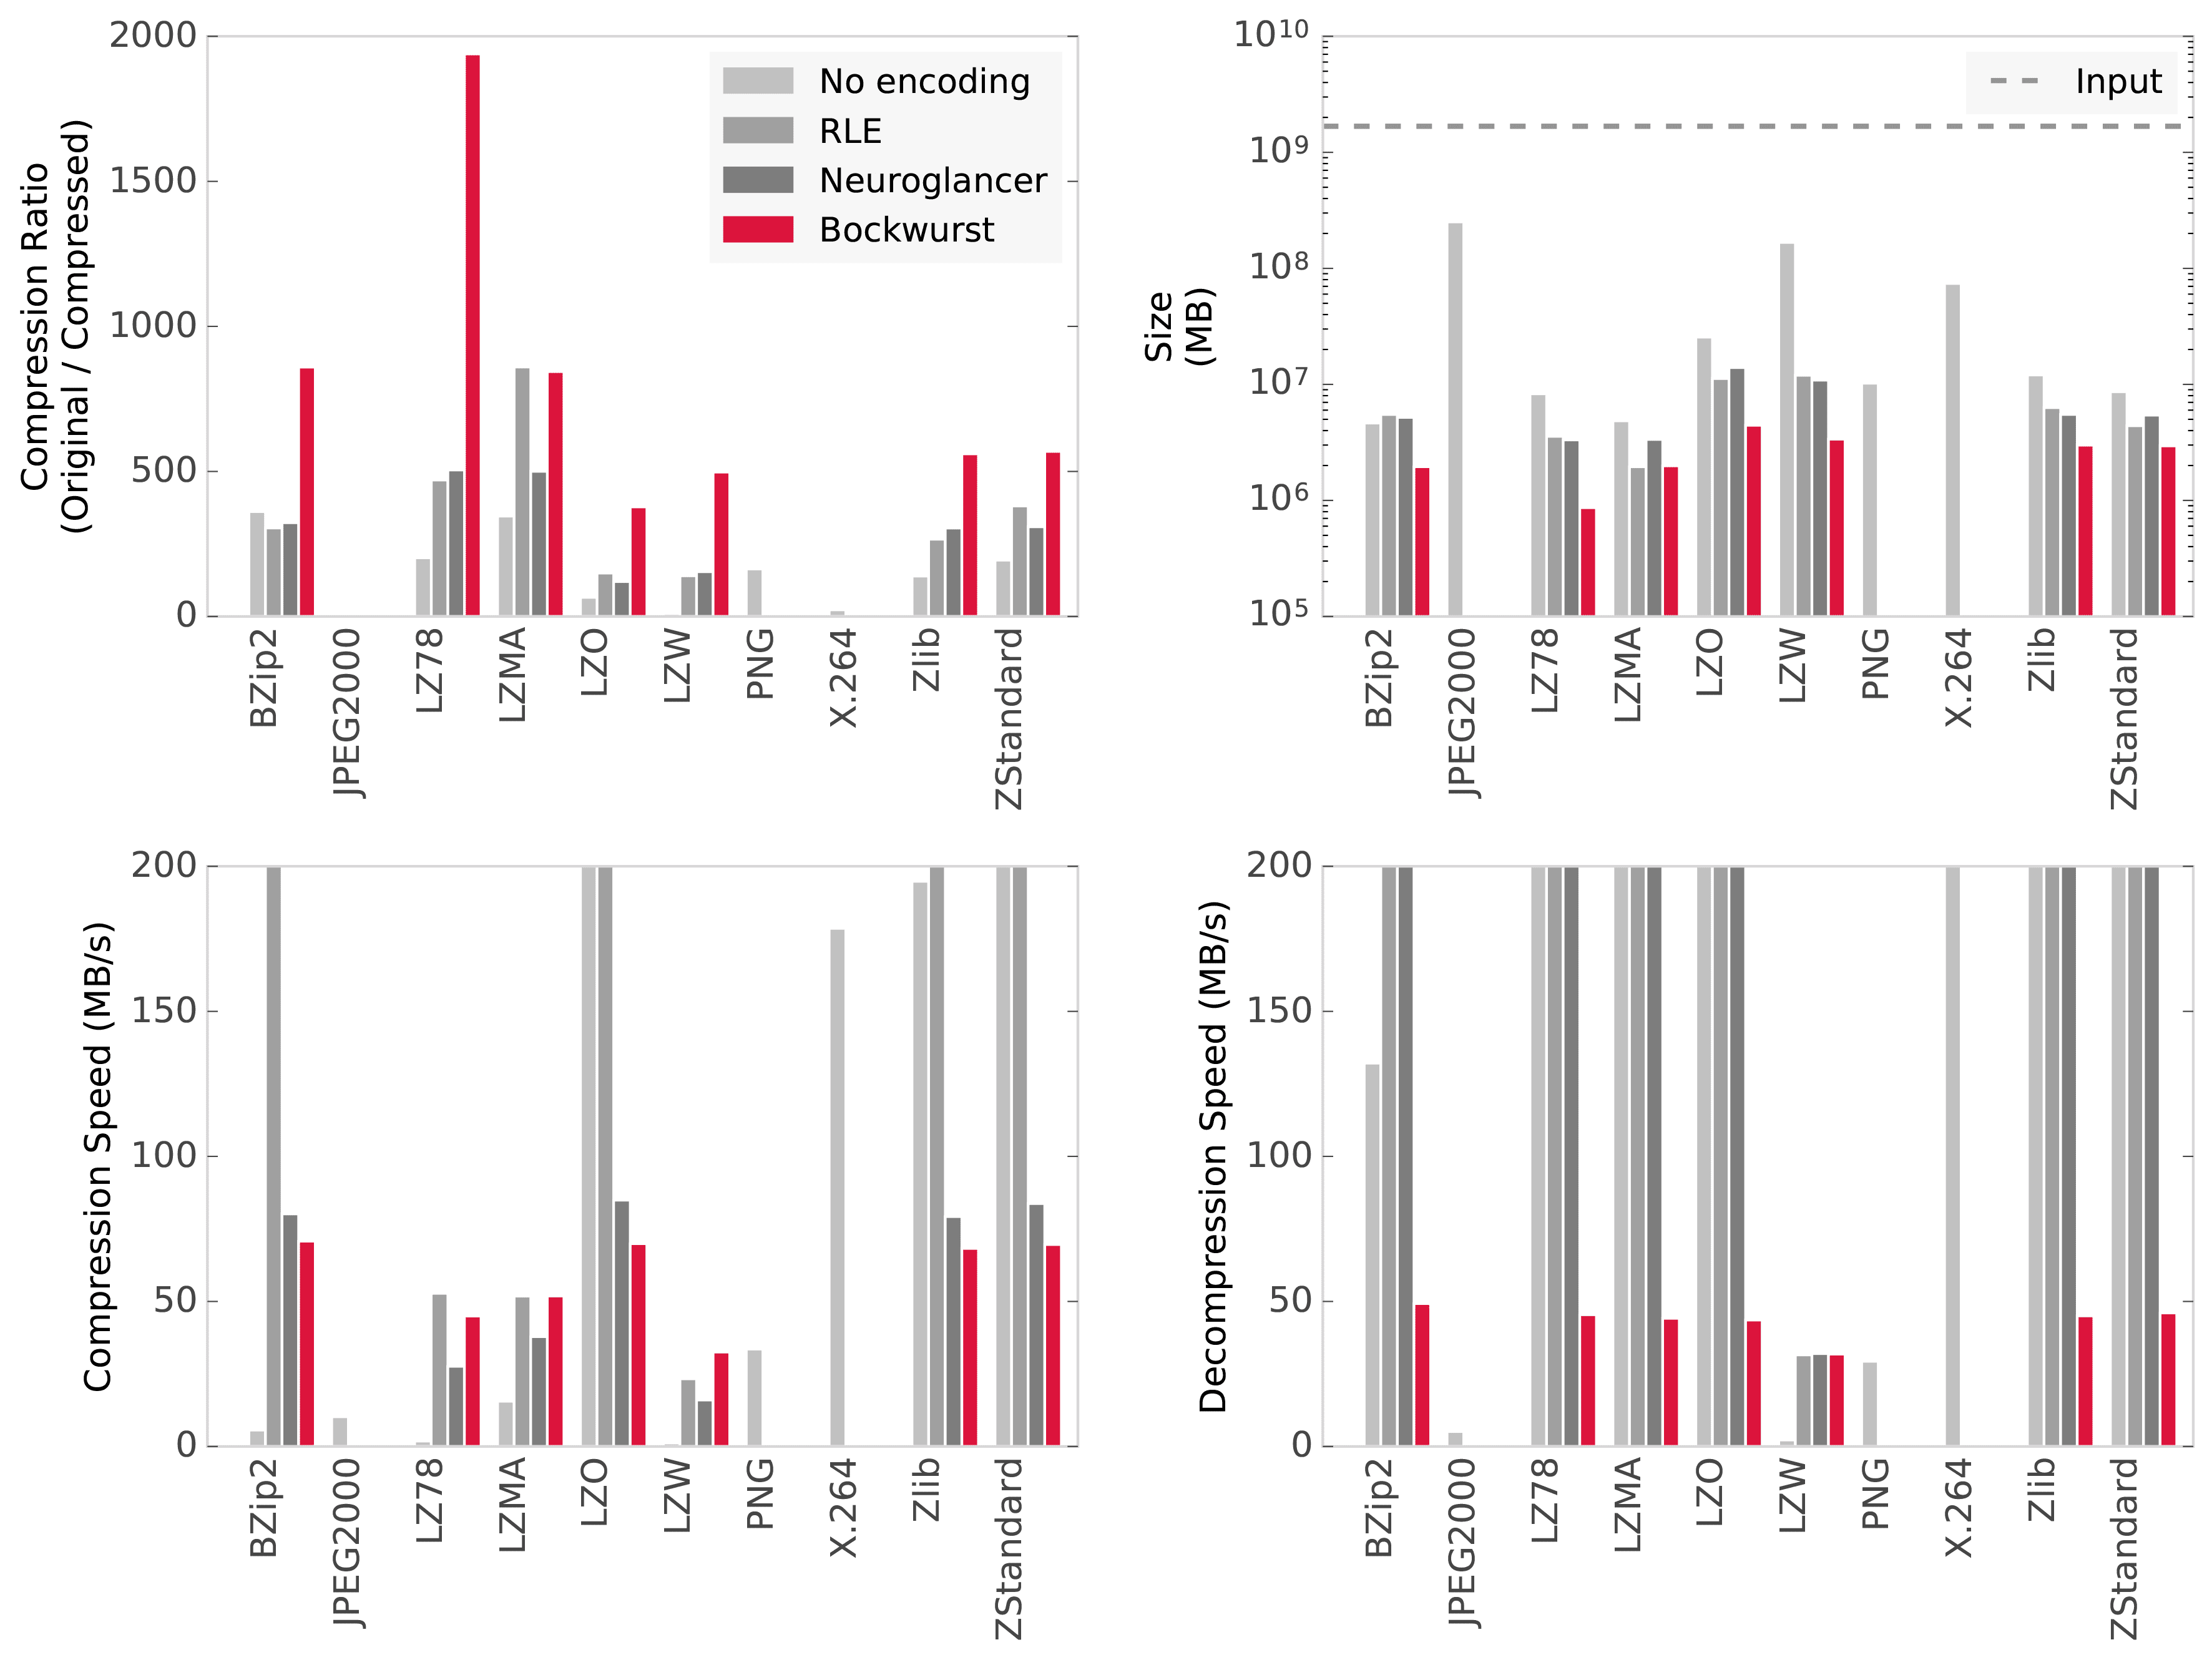 Compression Ratio
(Original / Compressed)
2000
1500
1000
500
0
No encoding
RLE
Neuroglancer
Bockwurst
BZip2
JPEG2000
LZ78
LZMA
LZO
LZW
PNG
X.264
Zlib
ZStandard
Size
(MB)
10^10
10^9
10^8
10^7
10^6
10^5
Input
BZip2
JPEG2000
LZ78
LZMA
LZO
LZW
PNG
X.264
Zlib
ZStandard
Compression Speed (MB/s)
200
150
100
50
0
BZip2
JPEG2000
LZ78
LZMA
LZO
LZW
PNG
X.264
Zlib
ZStandard
Decompression Speed (MB/s)
200
150
100
50
0
BZip2
JPEG2000
LZ78
LZMA
LZO
LZW
PNG
X.264
Zlib
ZStandard